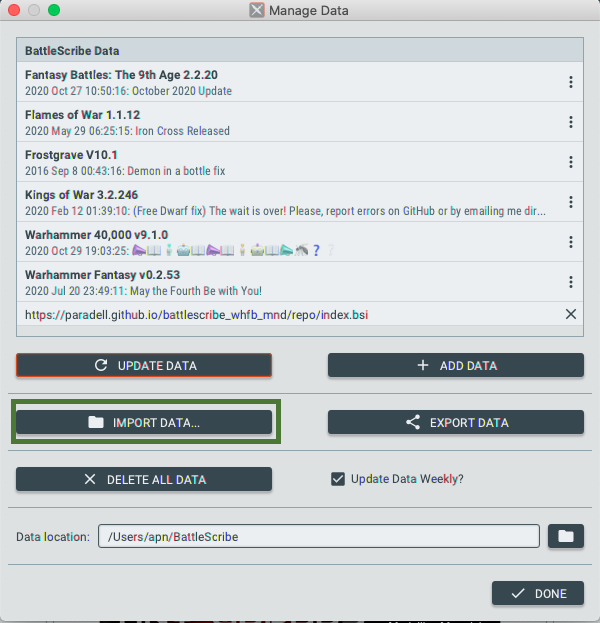 Manage Data
BattleScribe Data
Fantasy Battles: The 9th Age 2.2.20
2020 Oct 27 10:50:16: October 2020 Update
Flames of War 1.1.12
2020 May 29 06:25:15: Iron Cross Released
Frostgrave V10.1
2016 Sep 8 00:43:16: Demon in a bottle fix
Kings of War 3.2.246
2020 Feb 12 01:39:10: (Free Dwarf fix) The wait is over! Please, report errors on GitHub or by emailing me dir...
Warhammer 40,000 v9.1.0
2020 Oct 29 19:03:25: 
Warhammer Fantasy v0.2.53
2020 Jul 20 23:49:11: May the Fourth Be with You!
https://paradell.github.io/battlescribe_whfb_mnd/repo/index.bsi
UPDATE DATA
ADD DATA
IMPORT DATA...
EXPORT DATA
DELETE ALL DATA
Update Data Weekly?
Data location: /Users/apn/BattleScribe
DONE